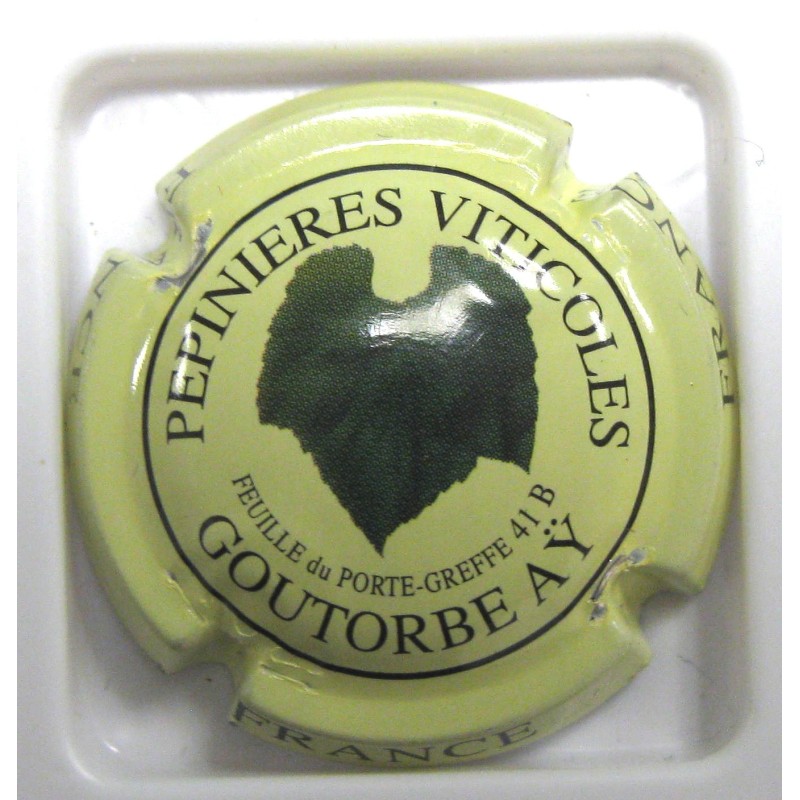 PEPINIERES VITICOLES
FEUILLE du PORTE-GREFFE 41 B
GOUTORBE AŸ
FRANCE